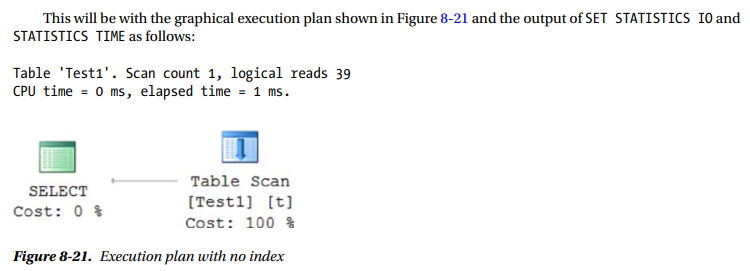 This will be with the graphical execution plan shown in Figure 8-21 and the output of SET STATISTICS IO and
STATISTICS TIME as follows:
Table 'Test1'. Scan count 1, logical reads 39
CPU time = 0 ms, elapsed time = 1 ms.
SELECT
Cost: 0 %
Table Scan
[Test1] [t]
Cost: 100 %
Figure 8-21. Execution plan with no index